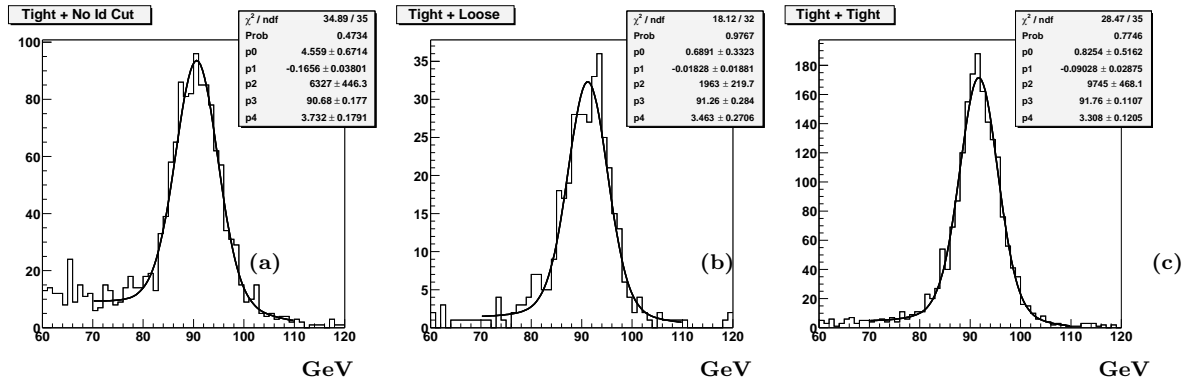 Tight + No Id Cut
χ² / ndf 34.89 / 35
Prob 0.4734
p0 4.559 ± 0.6714
p1 -0.1656 ± 0.03801
p2 6327 ± 446.3
p3 90.68 ± 0.177
p4 3.732 ± 0.1791
100
80
60
40
20
0
60 70 80 90 100 110 120
(a)
GeV
Tight + Loose
χ² / ndf 18.12 / 32
Prob 0.9767
p0 0.6891 ± 0.3323
p1 -0.01828 ± 0.01881
p2 1963 ± 219.7
p3 91.26 ± 0.284
p4 3.463 ± 0.2706
35
30
25
20
15
10
5
0
60 70 80 90 100 110 120
(b)
GeV
Tight + Tight
χ² / ndf 28.47 / 35
Prob 0.7746
p0 0.8254 ± 0.5162
p1 -0.09028 ± 0.02875
p2 9745 ± 468.1
p3 91.76 ± 0.1107
p4 3.308 ± 0.1205
180
160
140
120
100
80
60
40
20
0
60 70 80 90 100 110 120
(c)
GeV